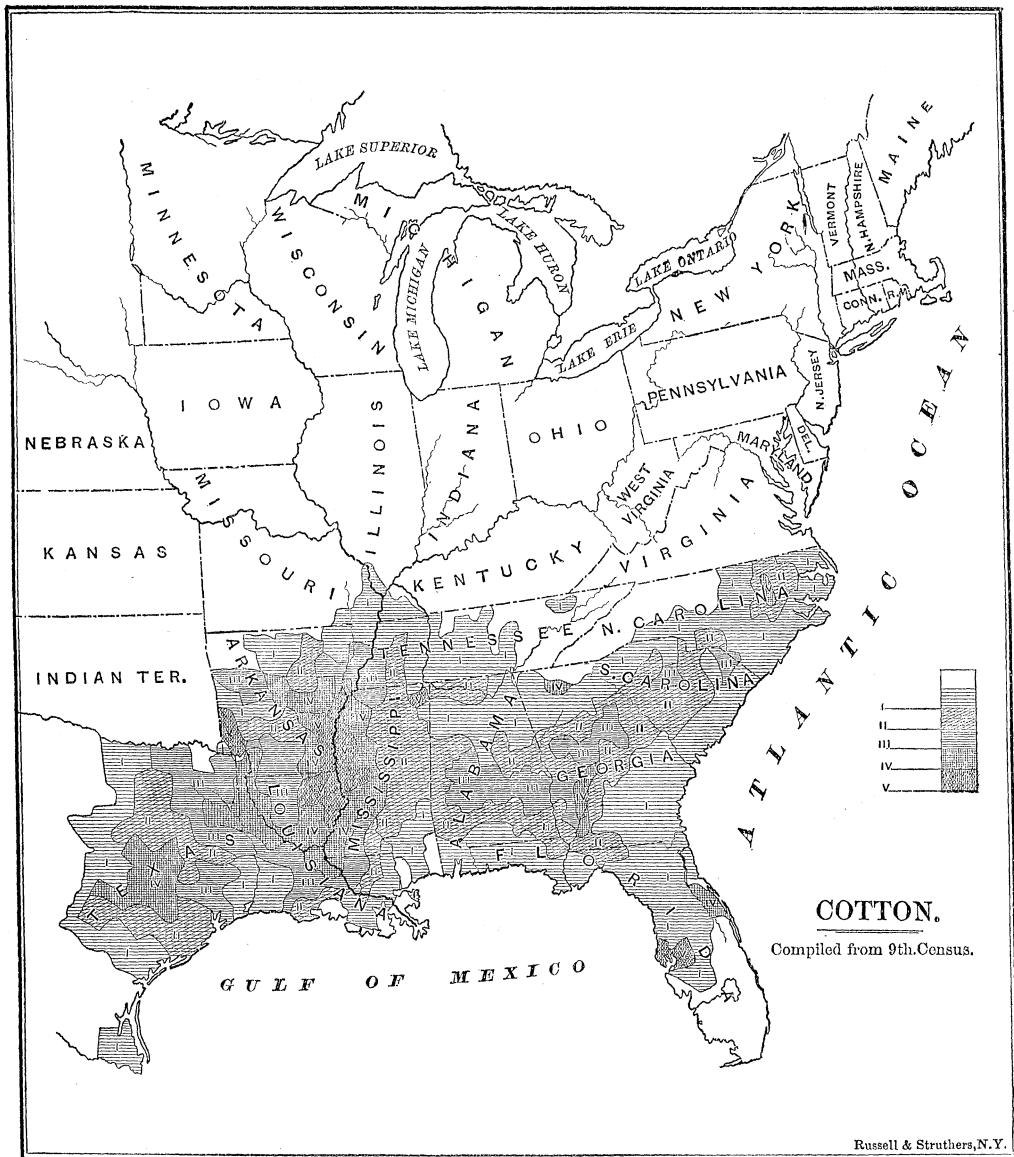 LAKE SUPERIOR
MAINE
MINNESOTA
WISCONSIN
MICHIGAN
LAKE MICHIGAN
LAKE HURON
LAKE ONTARIO
LAKE ERIE
NEW YORK
VERMONT
N. HAMPSHIRE
MASS.
CONN.
R.I.
N. JERSEY
PENNSYLVANIA
IOWA
ILLINOIS
INDIANA
OHIO
NEBRASKA
MARYLAND
DEL.
WEST
VIRGINIA
VIRGINIA
MISSOURI
KANSAS
KENTUCKY
INDIAN TER.
ARKANSAS
TENNESSEE
N. CAROLINA
S. CAROLINA
MISSISSIPPI
ALABAMA
GEORGIA
LOUISIANA
TEXAS
FLORIDA
ATLANTIC OCEAN
GULF OF MEXICO
I
II
III
IV
V
COTTON.
Compiled from 9th.Census.
Russell & Struthers,N.Y.